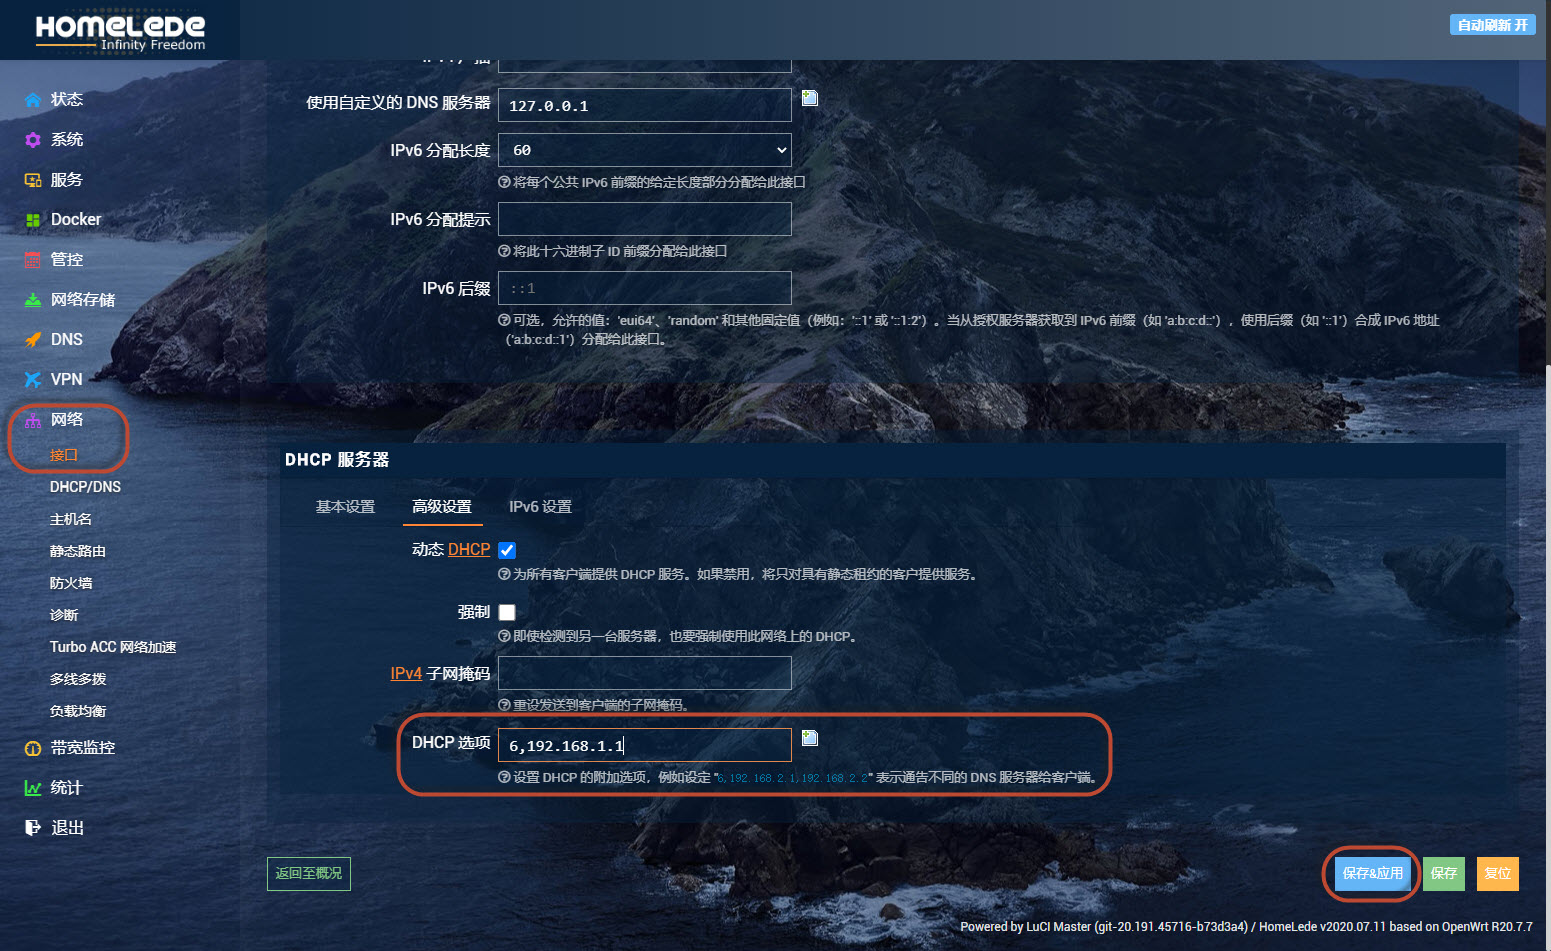 HOMELEDE
Infinity Freedom
自动刷新 开
状态
系统
服务
Docker
管控
网络存储
DNS
VPN
网络
接口
DHCP/DNS
主机名
静态路由
防火墙
诊断
Turbo ACC 网络加速
多线多拨
负载均衡
带宽监控
统计
退出
使用自定义的 DNS 服务器 127.0.0.1
IPv6 分配长度 60
将每个公共 IPv6 前缀的给定长度部分分配给此接口
IPv6 分配提示
将此十六进制子 ID 前缀分配给此接口
IPv6 后缀 ::1
可选，允许的值：'eui64'、'random' 和其他固定值（例如：'::1' 或 '::1:2'）。当从授权服务器获取到 IPv6 前缀（如 'a:b:c:d::'），使用后缀（如 '::1'）合成 IPv6 地址
（'a:b:c:d::1'）分配给此接口。
DHCP 服务器
基本设置 高级设置 IPv6 设置
动态 DHCP
为所有客户端提供 DHCP 服务。如果禁用，将只对具有静态租约的客户提供服务。
强制
即使检测到另一台服务器，也要强制使用此网络上的 DHCP。
IPv4 子网掩码
重设发送到客户端的子网掩码。
DHCP 选项 6,192.168.1.1
设置 DHCP 的附加选项，例如设定 "6,192.168.2.1,192.168.2.2" 表示通告不同的 DNS 服务器给客户端。
返回至概况
保存&应用 保存 复位
Powered by LuCI Master (git-20.191.45716-b73d3a4) / HomeLede v2020.07.11 based on OpenWrt R20.7.7